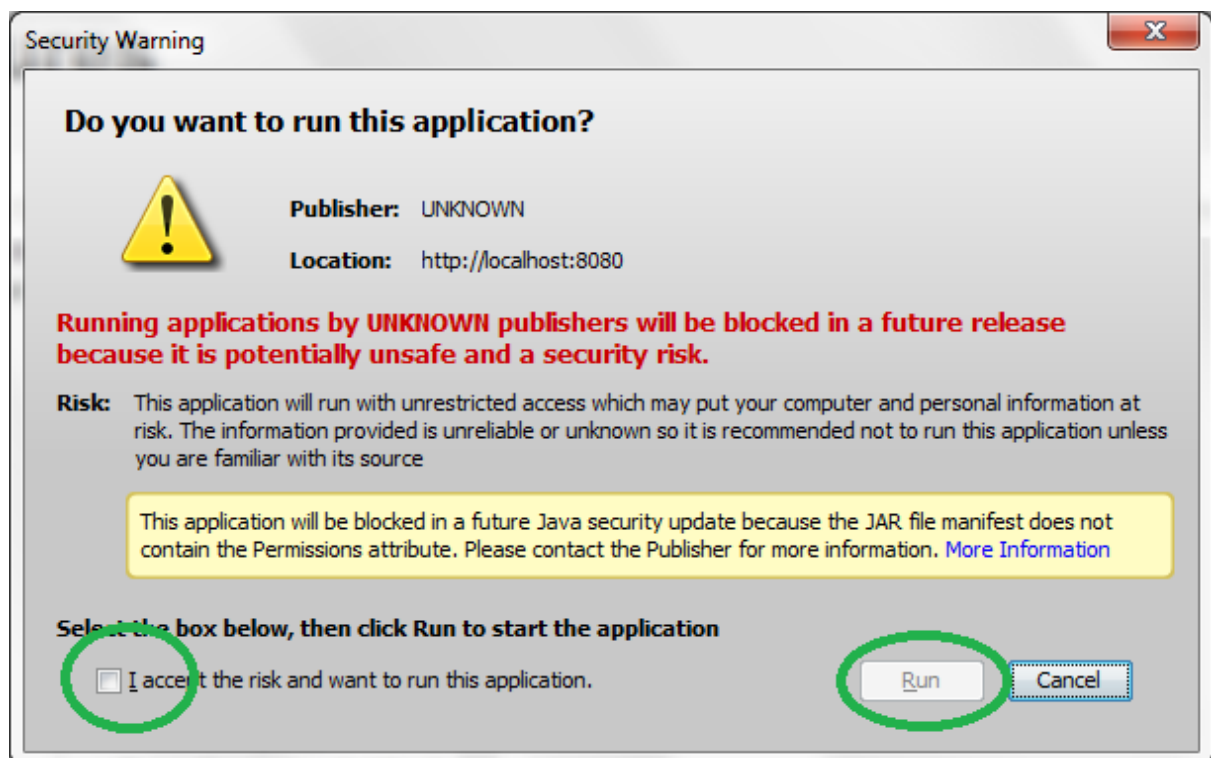 Security Warning
Do you want to run this application?
Publisher: UNKNOWN
Location: http://localhost:8080
Running applications by UNKNOWN publishers will be blocked in a future release
because it is potentially unsafe and a security risk.
Risk: This application will run with unrestricted access which may put your computer and personal information at
risk. The information provided is unreliable or unknown so it is recommended not to run this application unless
you are familiar with its source
This application will be blocked in a future Java security update because the JAR file manifest does not
contain the Permissions attribute. Please contact the Publisher for more information. More Information
Select the box below, then click Run to start the application
I accept the risk and want to run this application.
Run
Cancel